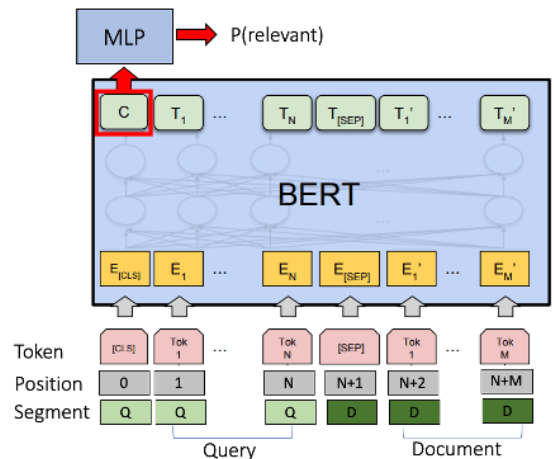 MLP P(relevant)
C T1 ... TN T[SEP] T1' ... TM'
...
BERT
...
E[CLS] E1 ... EN E[SEP] E1' ... EM'
Token [CLS] Tok 1 ... Tok N [SEP] Tok 1 ... Tok M
Position 0 1 N N+1 N+2 N+M
Segment Q Q Q D D D
Query Document